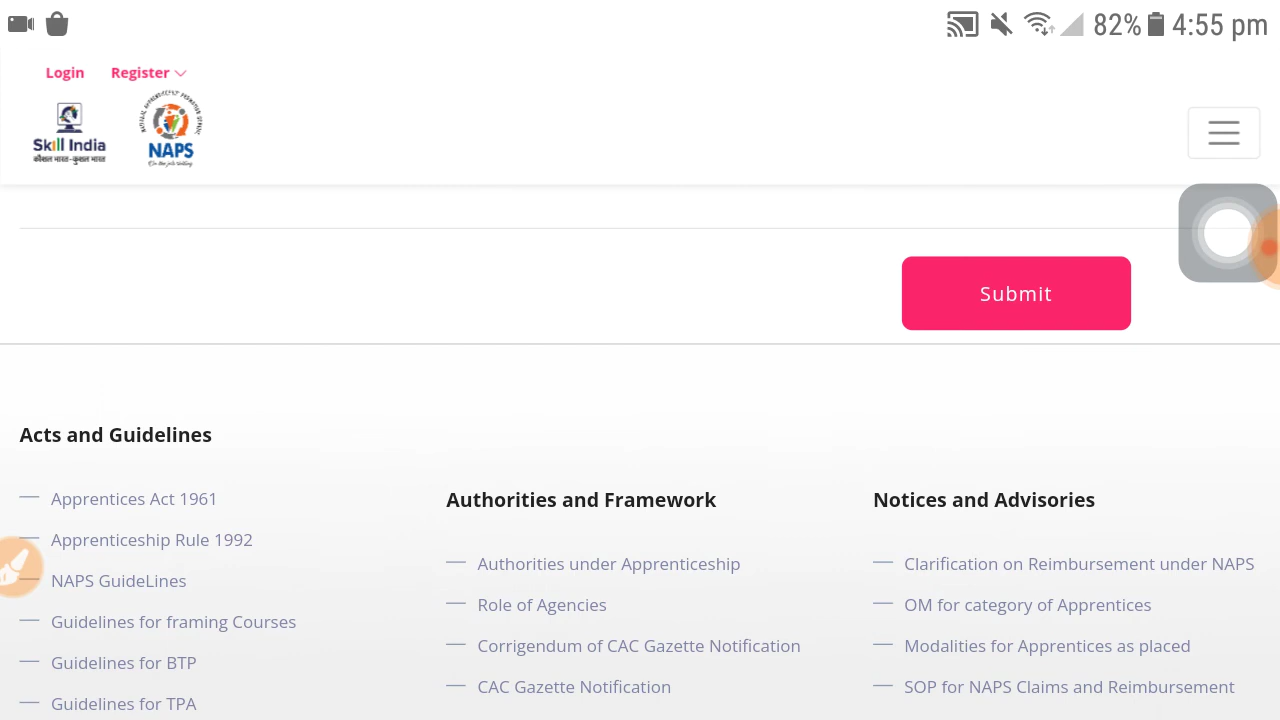 82% 4:55 pm
Login Register
Skill India
कौशल भारत-कुशल भारत
NAPS
Submit
Acts and Guidelines
Apprentices Act 1961
Apprenticeship Rule 1992
NAPS GuideLines
Guidelines for framing Courses
Guidelines for BTP
Guidelines for TPA
Authorities and Framework
Authorities under Apprenticeship
Role of Agencies
Corrigendum of CAC Gazette Notification
CAC Gazette Notification
Notices and Advisories
Clarification on Reimbursement under NAPS
OM for category of Apprentices
Modalities for Apprentices as placed
SOP for NAPS Claims and Reimbursement